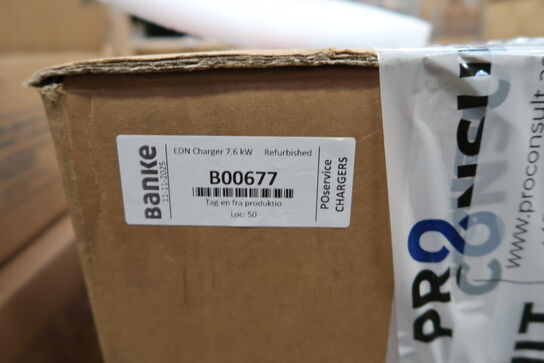 Banke
11-11-2025
EDN Charger 7.6 kW Refurbished
B00677
Tag en fra produktio
Loc: 50
POservice
CHARGERS
PRO
CONSULT
www.proconsult